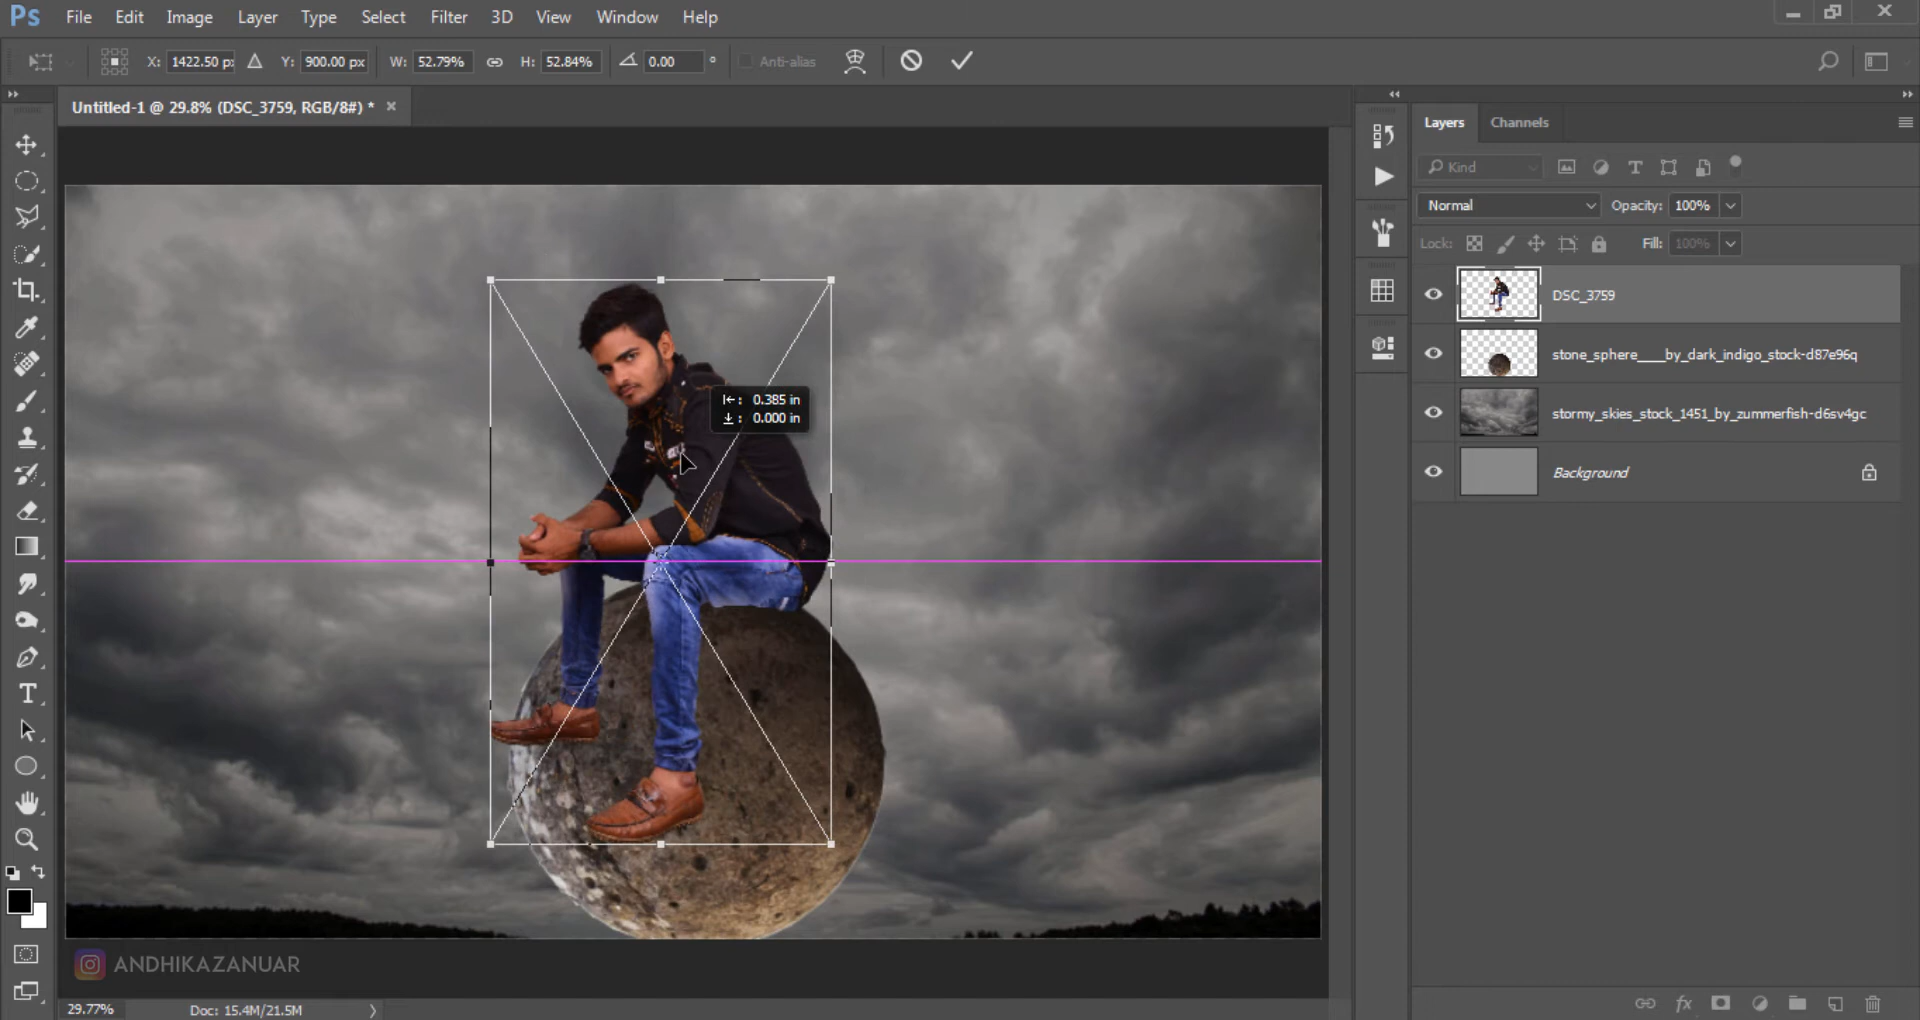 Ps File Edit Image Layer Type Select Filter 3D View Window Help
X: 1422.50 px Y: 900.00 px W: 52.79% H: 52.84% 0.00 ° Anti-alias
Untitled-1 @ 29.8% (DSC_3759, RGB/8#) * ×
Layers Channels
Kind
Normal Opacity: 100%
Lock: Fill: 100%
DSC_3759
stone_sphere___by_dark_indigo_stock-d87e96q
stormy_skies_stock_1451_by_zummerfish-d6sv4gc
Background
0.385 in
0.000 in
ANDHIKAZANUAR
29.77% Doc: 15.4M/21.5M